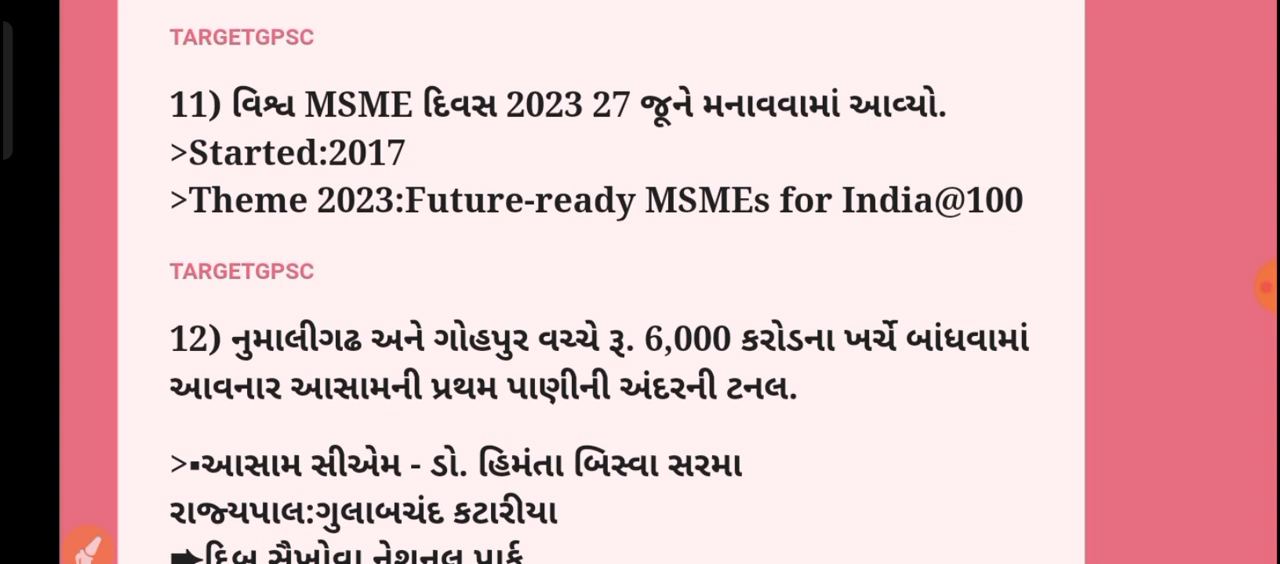 TARGETGPSC
11) વિશ્વ MSME દિવસ 2023 27 જૂને મનાવવામાં આવ્યો.
>Started:2017
>Theme 2023:Future-ready MSMEs for India@100
TARGETGPSC
12) નુમાલીગઢ અને ગોહપુર વચ્ચે રૂ. 6,000 કરોડના ખર્ચે બાંધવામાં
આવનાર આસામની પ્રથમ પાણીની અંદરની ટનલ.
>▪આસામ સીએમ - ડો. હિમંતા બિસ્વા સરમા
રાજ્યપાલ:ગુલાબચંદ કટારીયા
➡દિબ્રુ સૈખોવા નેશનલ પાર્ક